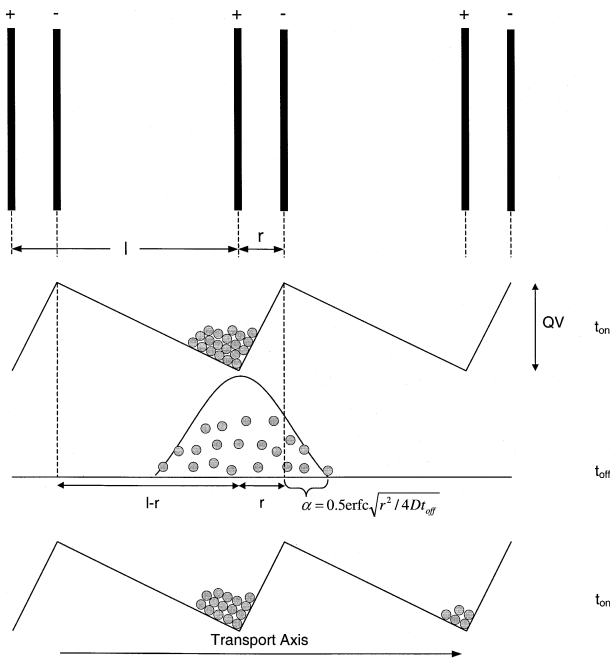 + - + - + -
l
r
QV
t_on
t_off
l-r
r
α = 0.5erfc√r²/4Dt_off
t_on
Transport Axis